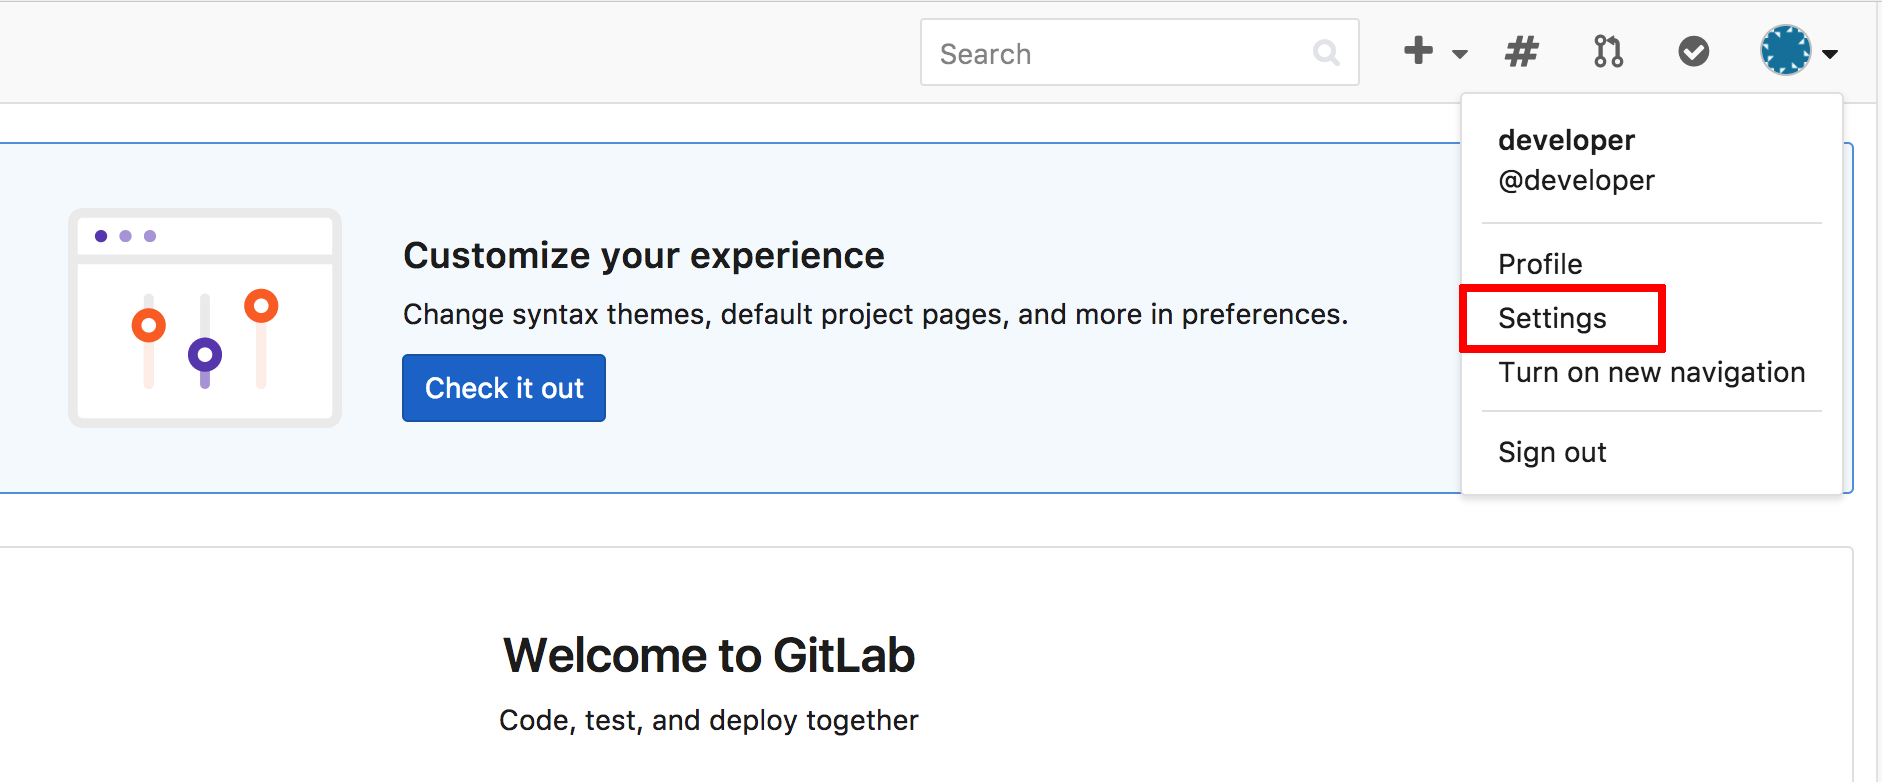 Search
developer
@developer
Profile
Settings
Turn on new navigation
Sign out
Customize your experience
Change syntax themes, default project pages, and more in preferences.
Check it out
Welcome to GitLab
Code, test, and deploy together